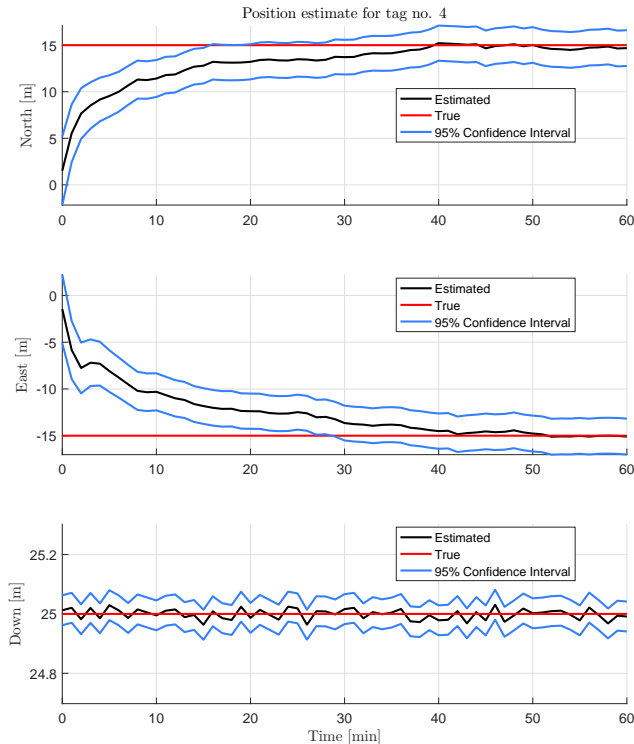 Position estimate for tag no. 4
North [m]
15
10
5
0
Estimated
True
95% Confidence Interval
0 10 20 30 40 50 60
East [m]
0
-5
-10
-15
Estimated
True
95% Confidence Interval
0 10 20 30 40 50 60
Down [m]
25.2
25
24.8
Estimated
True
95% Confidence Interval
0 10 20 30 40 50 60
Time [min]